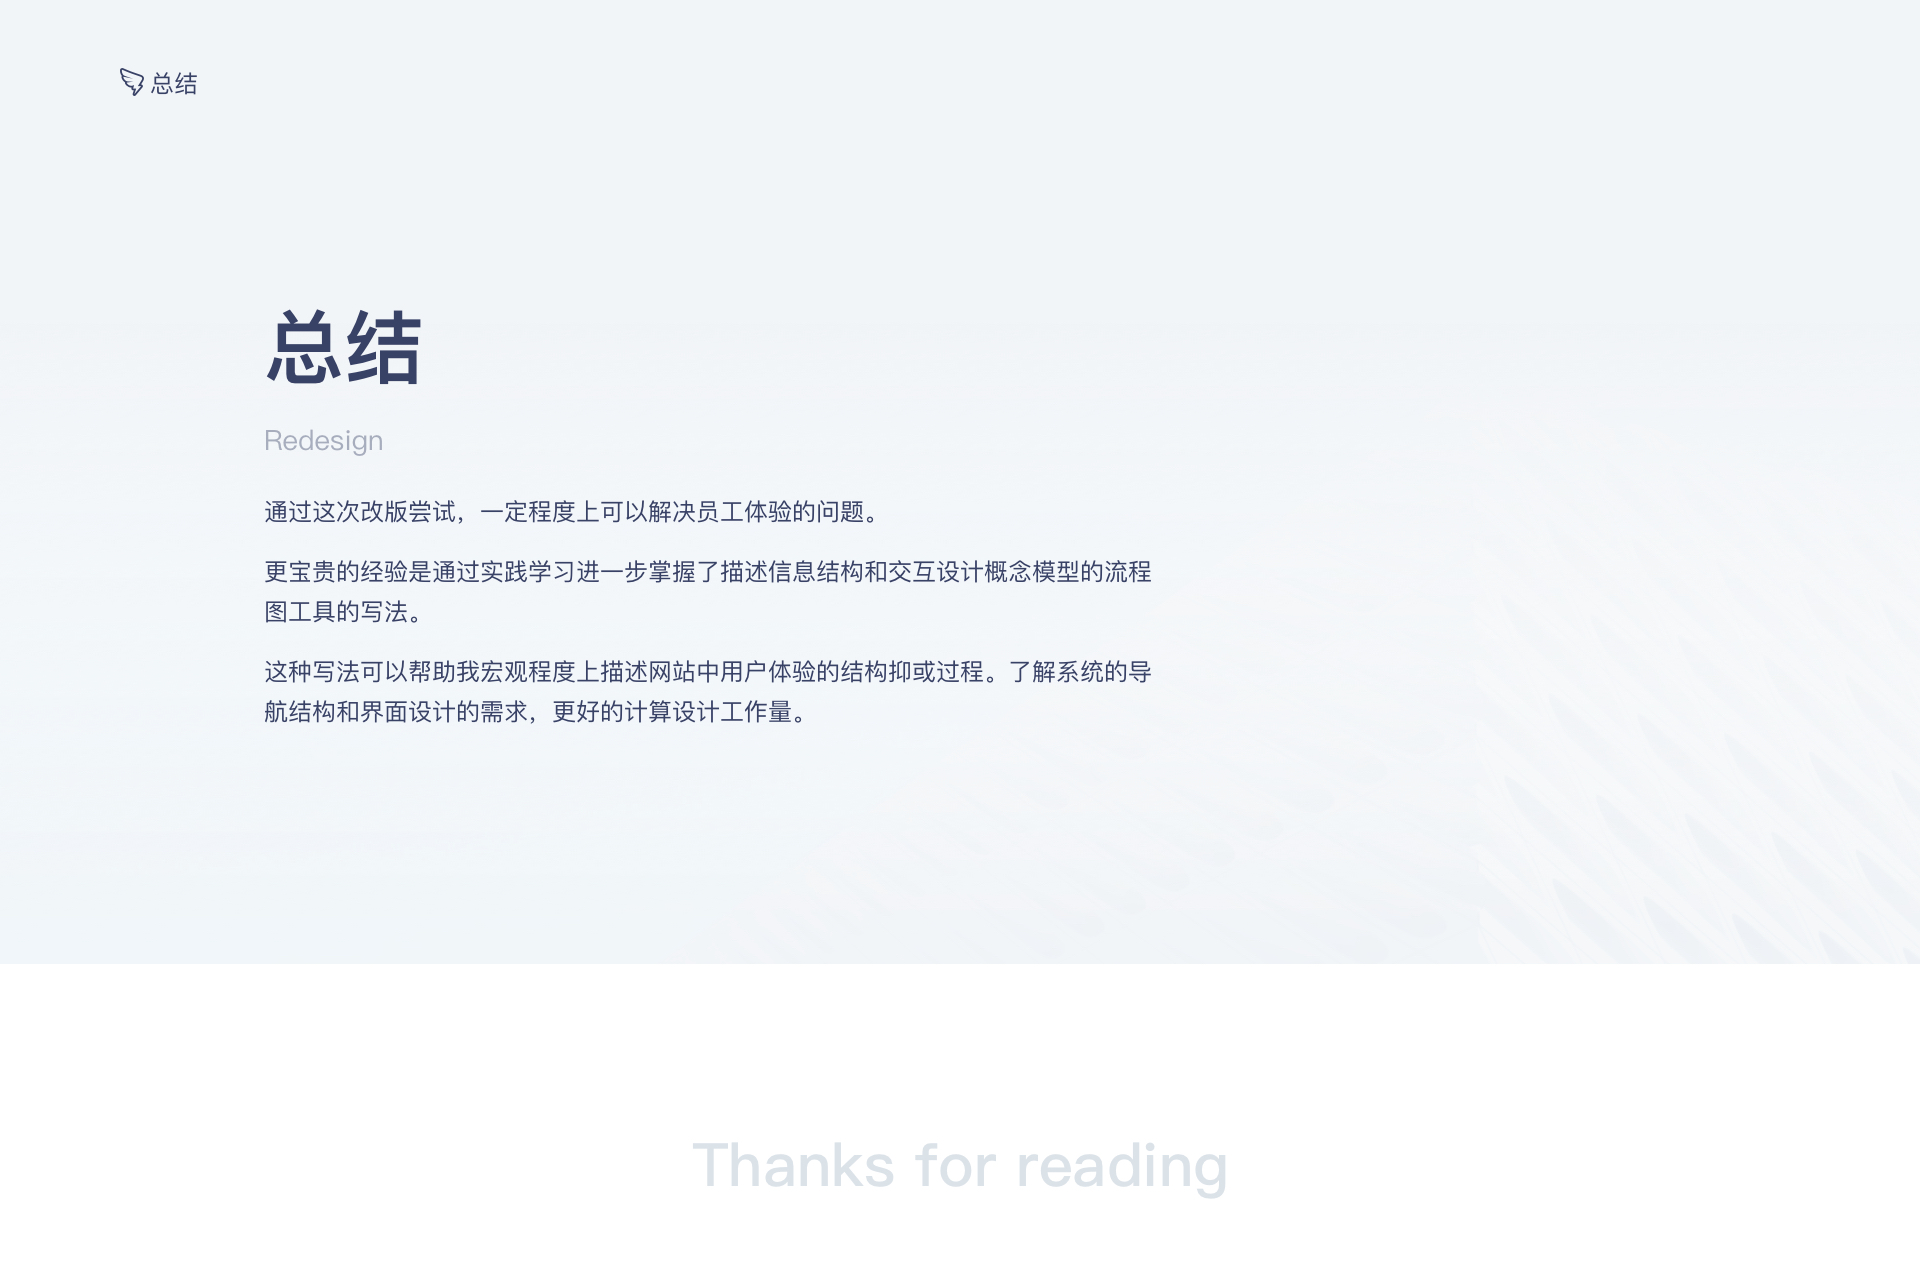 总结
总结
Redesign
通过这次改版尝试，一定程度上可以解决员工体验的问题。
更宝贵的经验是通过实践学习进一步掌握了描述信息结构和交互设计概念模型的流程
图工具的写法。
这种写法可以帮助我宏观程度上描述网站中用户体验的结构抑或过程。了解系统的导
航结构和界面设计的需求，更好的计算设计工作量。
Thanks for reading